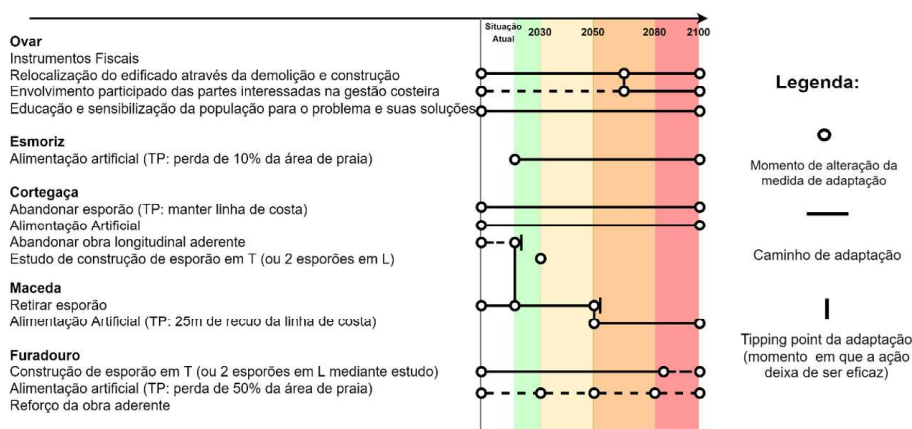 Situação
Atual
2030
2050
2080
2100
Ovar
Instrumentos Fiscais
Relocalização do edificado através da demolição e construção
Envolvimento participado das partes interessadas na gestão costeira
Educação e sensibilização da população para o problema e suas soluções
Esmoriz
Alimentação artificial (TP: perda de 10% da área de praia)
Cortegaça
Abandonar esporão (TP: manter linha de costa)
Alimentação Artificial
Abandonar obra longitudinal aderente
Estudo de construção de esporão em T (ou 2 esporões em L)
Maceda
Retirar esporão
Alimentação Artificial (TP: 25m de recuo da linha de costa)
Furadouro
Construção de esporão em T (ou 2 esporões em L mediante estudo)
Alimentação artificial (TP: perda de 50% da área de praia)
Reforço da obra aderente
Legenda:
Momento de alteração da
medida de adaptação
Caminho de adaptação
Tipping point da adaptação
(momento em que a ação
deixa de ser eficaz)